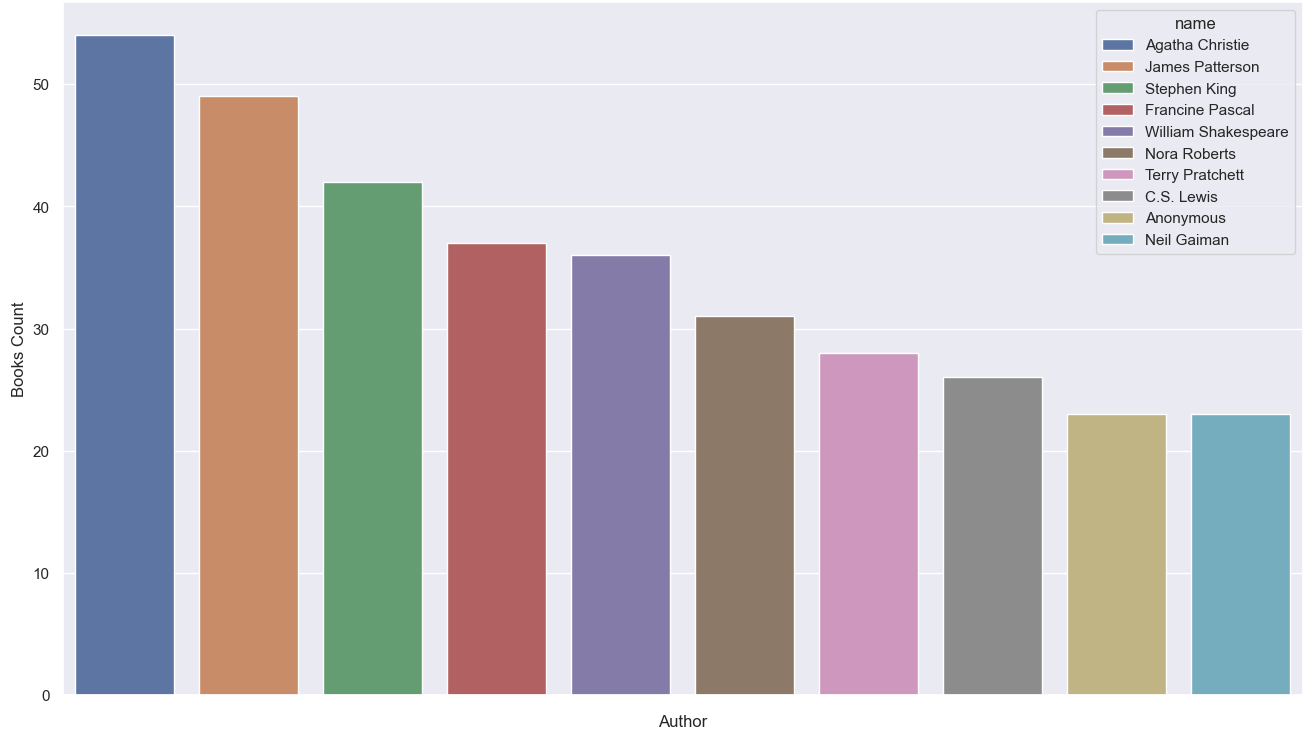 name
Agatha Christie
James Patterson
Stephen King
Francine Pascal
William Shakespeare
Nora Roberts
Terry Pratchett
C.S. Lewis
Anonymous
Neil Gaiman
Books Count
50
40
30
20
10
0
Author